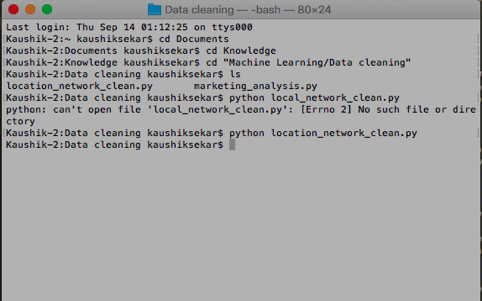 Data cleaning — -bash — 80×24
Last login: Thu Sep 14 01:12:25 on ttys000
[Kaushik-2:~ kaushiksekar$ cd Documents
[Kaushik-2:Documents kaushiksekar$ cd Knowledge
[Kaushik-2:Knowledge kaushiksekar$ cd "Machine Learning/Data cleaning"
[Kaushik-2:Data cleaning kaushiksekar$ ls
location_network_clean.py marketing_analysis.py
[Kaushik-2:Data cleaning kaushiksekar$ python local_network_clean.py
python: can't open file 'local_network_clean.py': [Errno 2] No such file or dire
ctory
[Kaushik-2:Data cleaning kaushiksekar$ python location_network_clean.py
Kaushik-2:Data cleaning kaushiksekar$